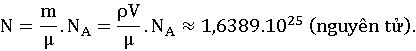 N = m/μ . N_A = ρV/μ . N_A ≈ 1,6389.10^25 (nguyên tử).